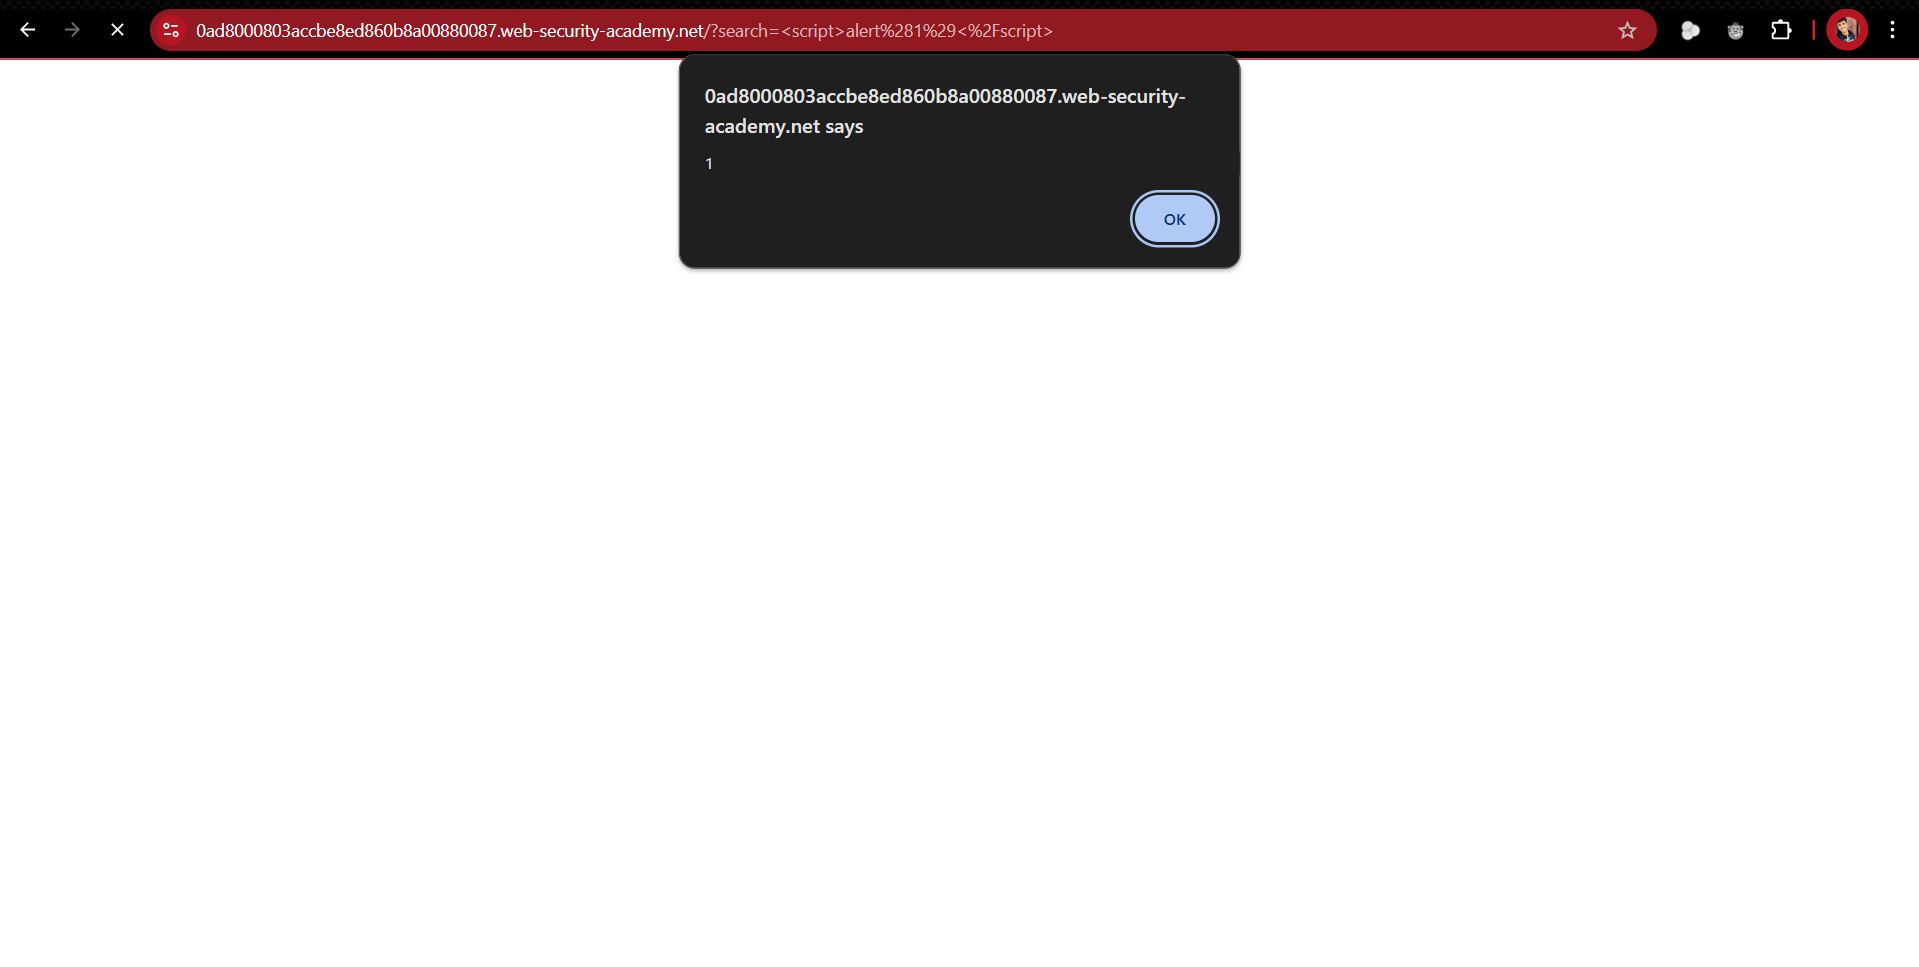 0ad8000803accbe8ed860b8a00880087.web-security-academy.net/?search=<script>alert%281%29<%2Fscript>
0ad8000803accbe8ed860b8a00880087.web-security-
academy.net says
1
OK